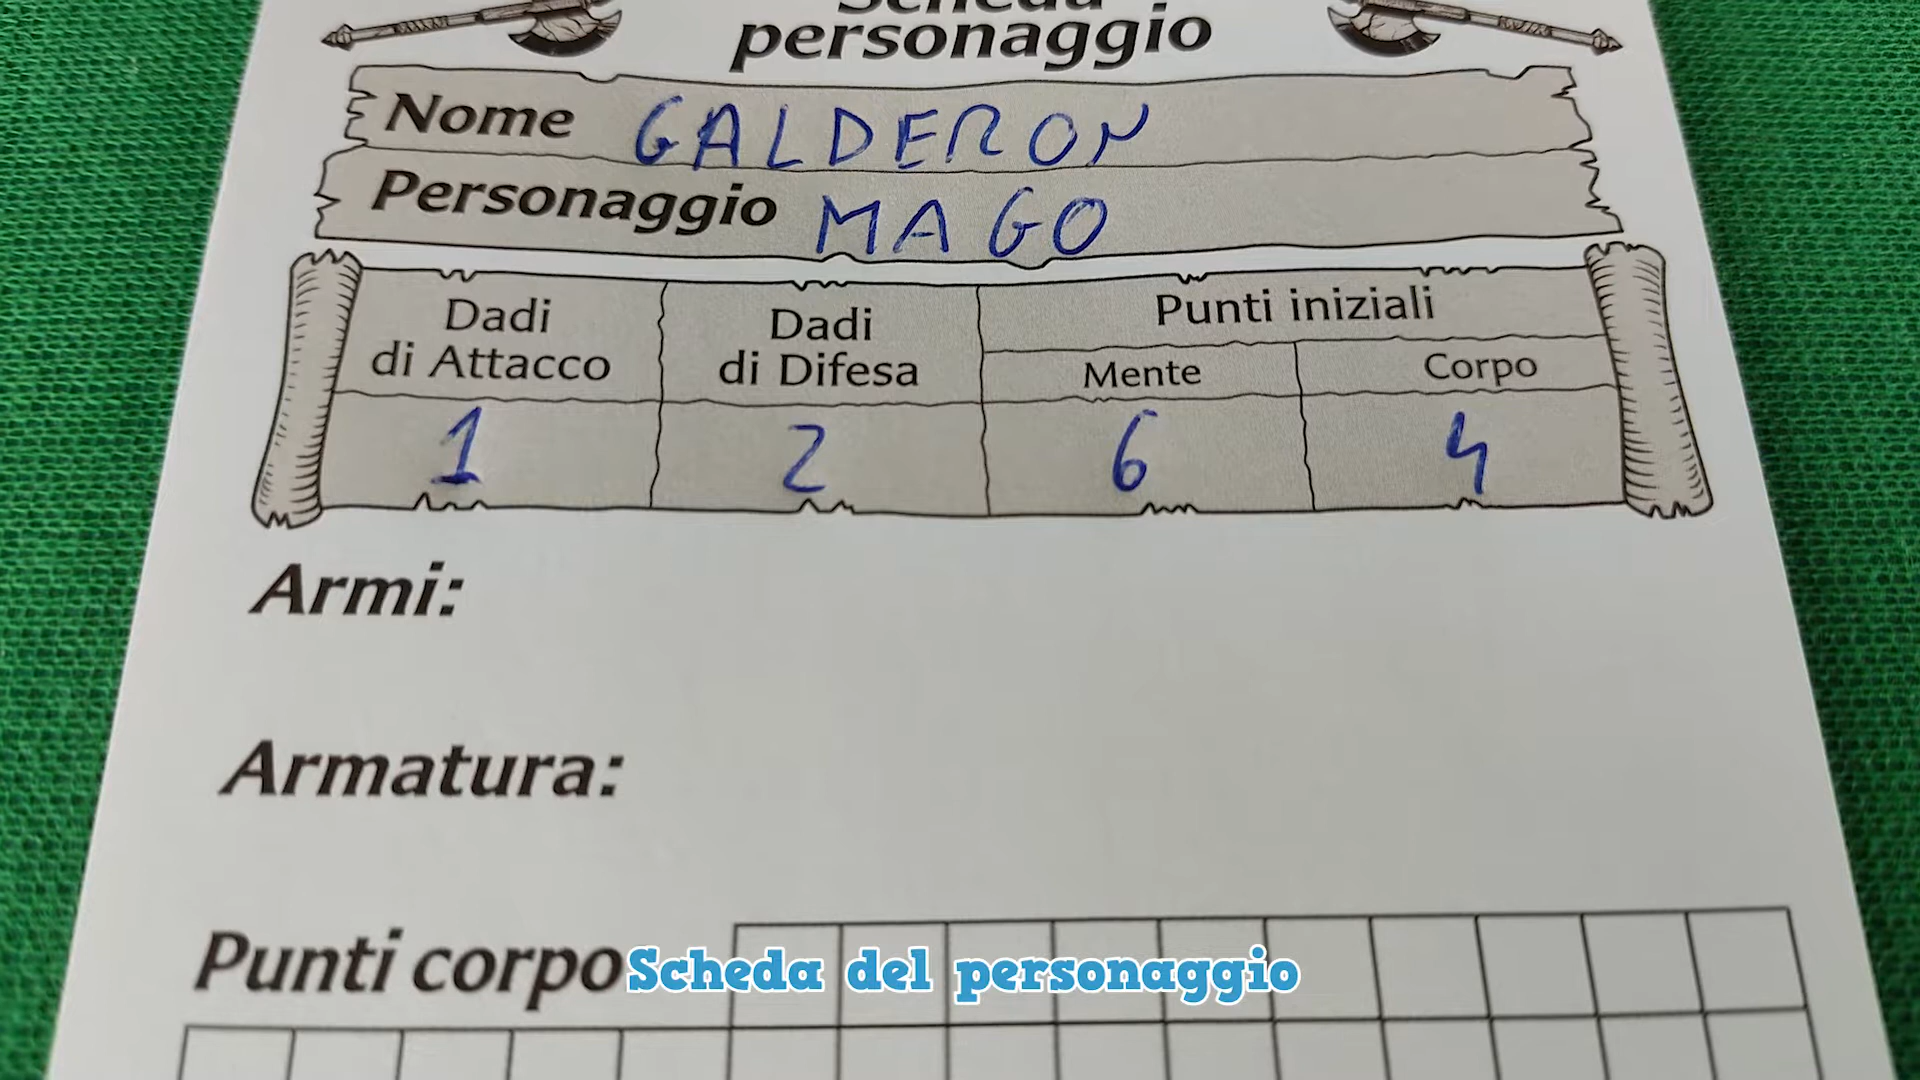 Scheda
personaggio
Nome GALDERON
Personaggio MAGO
Dadi di Attacco
Dadi di Difesa
Punti iniziali
Mente
Corpo
1 2 6 4
Armi:
Armatura:
Punti corpo
Scheda del personaggio